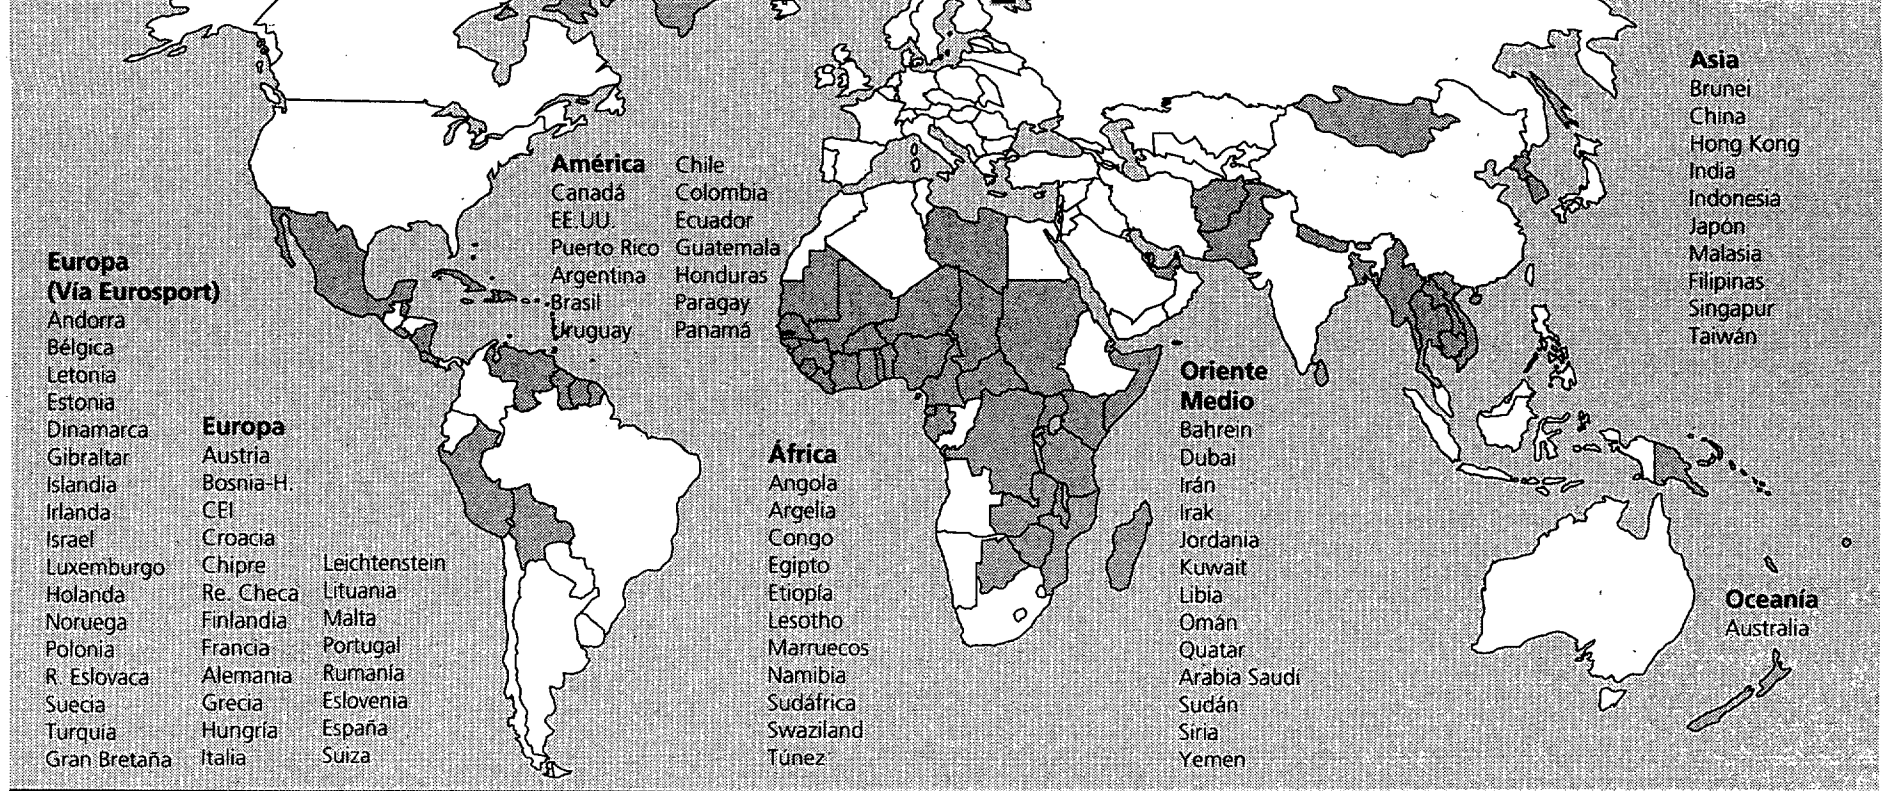 Europa
(Vía Eurosport)
Andorra
Bélgica
Letonia
Estonia
Dinamarca
Gibraltar
Islandia
Irlanda
Israel
Luxemburgo
Holanda
Noruega
Polonia
R. Eslovaca
Suecia
Turquía
Gran Bretaña
Europa
Austria
Bosnia-H.
CEI
Croacia
Chipre
Re. Checa
Finlandia
Francia
Alemania
Grecia
Hungría
Italia
Leichtenstein
Lituania
Malta
Portugal
Rumanía
Eslovenia
España
Suiza
América
Canadá
EE.UU.
Puerto Rico
Argentina
Brasil
Uruguay
Chile
Colombia
Ecuador
Guatemala
Honduras
Paragay
Panamá
África
Angola
Argelia
Congo
Egipto
Etiopía
Lesotho
Marruecos
Namibia
Sudáfrica
Swaziland
Túnez
Oriente
Medio
Bahrein
Dubai
Irán
Irak
Jordania
Kuwait
Libia
Omán
Quatar
Arabia Saudí
Sudán
Siria
Yemen
Asia
Brunei
China
Hong Kong
India
Indonesia
Japón
Malasia
Filipinas
Singapur
Taiwán
Oceanía
Australia